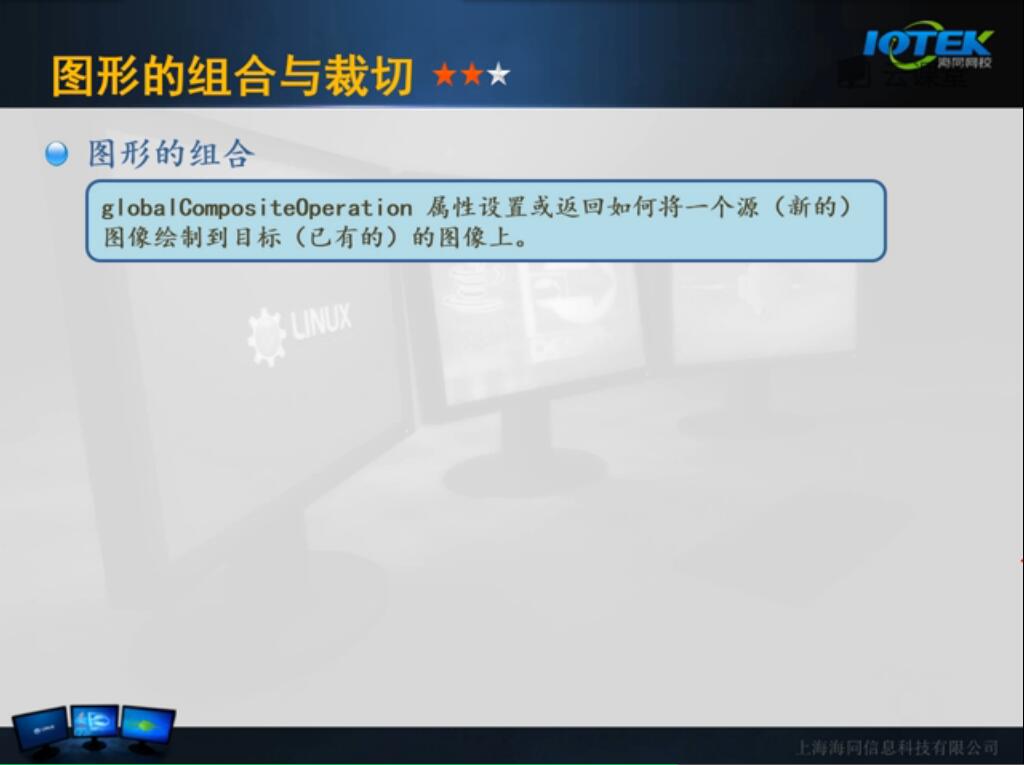 图形的组合与裁切
IQTEK
海同网校
云课堂
图形的组合
globalCompositeOperation 属性设置或返回如何将一个源（新的）
图像绘制到目标（已有的）的图像上。
LINUX
上海海同信息科技有限公司